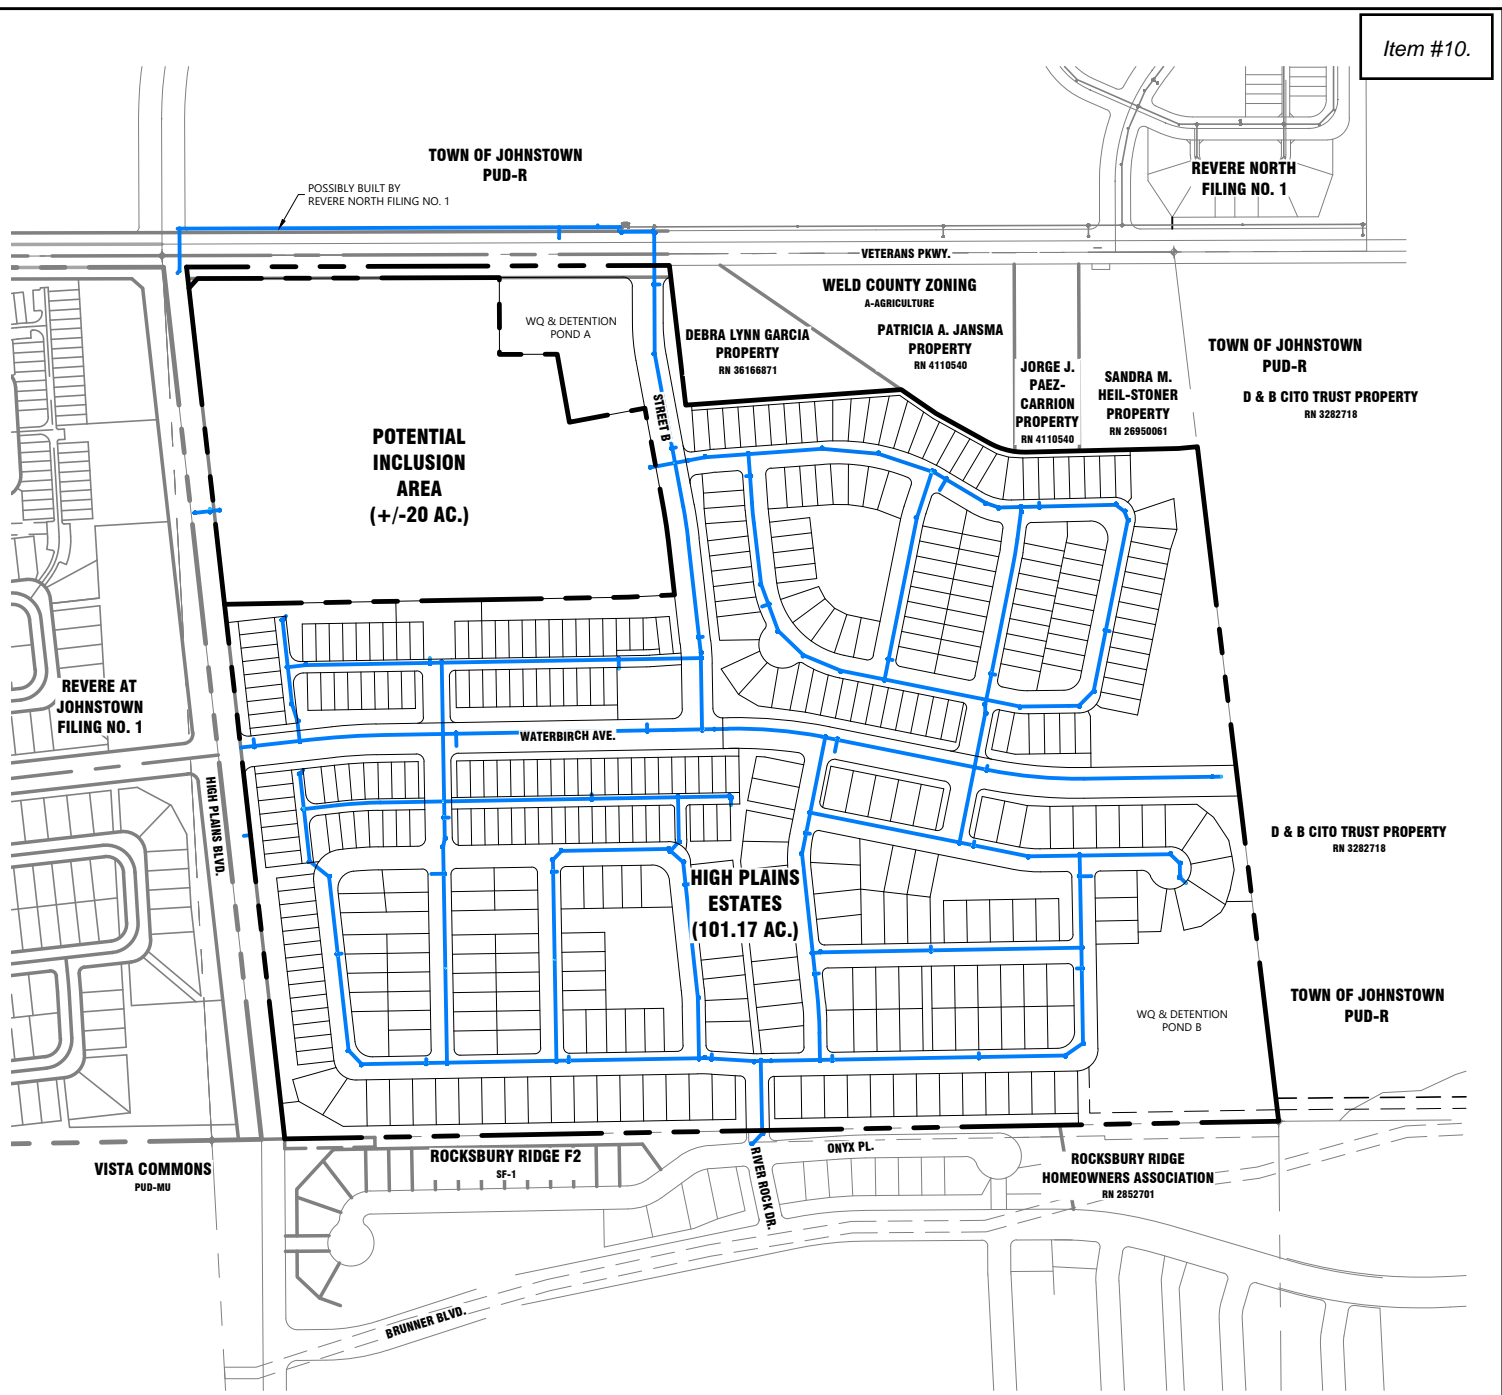 Item #10.
TOWN OF JOHNSTOWN
PUD-R
POSSIBLY BUILT BY
REVERE NORTH FILING NO. 1
REVERE NORTH
FILING NO. 1
VETERANS PKWY.
WELD COUNTY ZONING
A-AGRICULTURE
WQ & DETENTION
POND A
DEBRA LYNN GARCIA
PROPERTY
RN 36166871
PATRICIA A. JANSMA
PROPERTY
RN 4110540
JORGE J.
PAEZ-
CARRION
PROPERTY
RN 4110540
SANDRA M.
HEIL-STONER
PROPERTY
RN 26950061
TOWN OF JOHNSTOWN
PUD-R
D & B CITO TRUST PROPERTY
RN 3282718
STREET B
POTENTIAL
INCLUSION
AREA
(+/-20 AC.)
REVERE AT
JOHNSTOWN
FILING NO. 1
WATERBIRCH AVE.
HIGH PLAINS BLVD.
D & B CITO TRUST PROPERTY
RN 3282718
HIGH PLAINS
ESTATES
(101.17 AC.)
TOWN OF JOHNSTOWN
PUD-R
WQ & DETENTION
POND B
VISTA COMMONS
PUD-MU
ROCKSBURY RIDGE F2
SF-1
RIVER ROCK DR.
ONYX PL.
ROCKSBURY RIDGE
HOMEOWNERS ASSOCIATION
RN 2852701
BRUNNER BLVD.